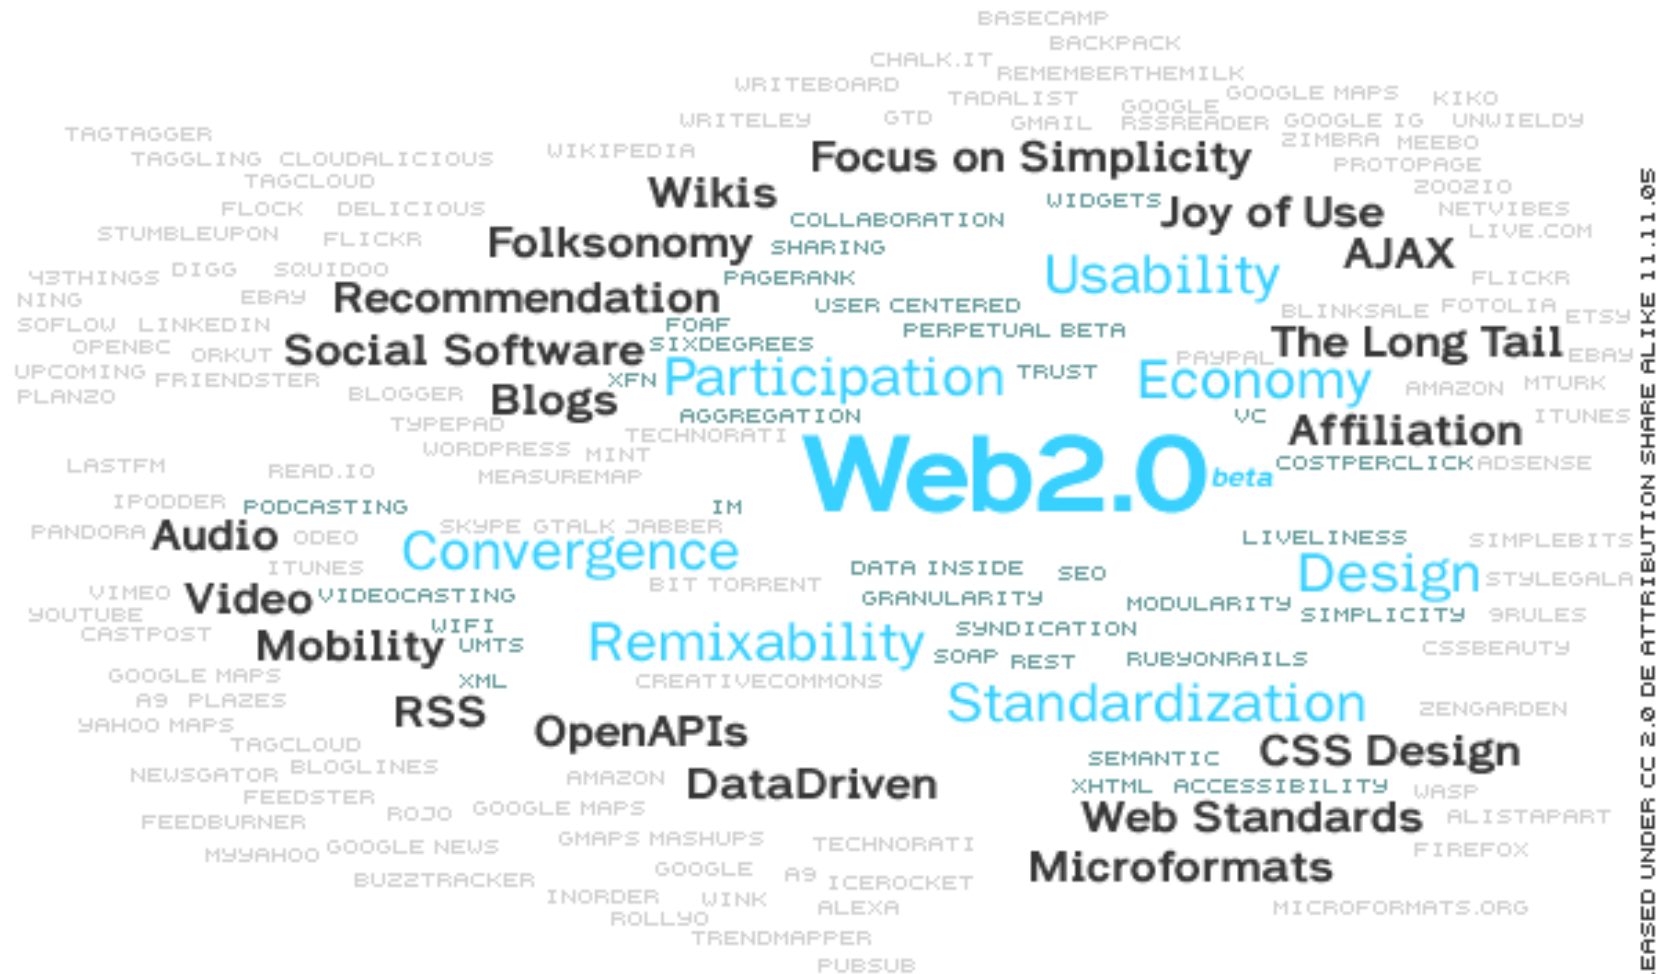 BASECAMP
BACKPACK
CHALK.IT
REMEMBERTHEMILK
WRITEBOARD
TADALIST GOOGLE GOOGLE MAPS KIKO
WRITELEY GTD GMAIL RSSREADER GOOGLE IG UNWIELDY
TAGTAGGER
ZIMBRA MEEBO
TAGGLING CLOUDALICIOUS WIKIPEDIA Focus on Simplicity PROTOPAGE
TAGCLOUD Wikis WIDGETS ZOOZIO
FLOCK DELICIOUS COLLABORATION Joy of Use NETVIBES
STUMBLEUPON FLICKR Folksonomy SHARING AJAX LIVE.COM
43THINGS DIGG SQUIDOO PAGERANK Usability FLICKR
NING EBAY Recommendation USER CENTERED BLINKSALE FOTOLIA ETSY
SOFLOW LINKEDIN FOAF PERPETUAL BETA
OPENBC ORKUT Social Software SIXDEGREES PAYPAL The Long Tail EBAY
UPCOMING FRIENDSTER XFN Participation TRUST Economy AMAZON MTURK
PLANZO BLOGGER Blogs
TYPEPAD AGGREGATION VC Affiliation ITUNES
WORDPRESS MINT TECHNORATI
LASTFM READ.IO MEASUREMAP Web2.0 beta COSTPERCLICK ADSENSE
IPODDER PODCASTING IM
PANDORA Audio ODEO SKYPE GTALK JABBER LIVELINESS SIMPLEBITS
ITUNES Convergence DATA INSIDE SEO Design STYLEGALA
VIMEO Video VIDEOCASTING BIT TORRENT GRANULARITY MODULARITY
YOUTUBE SIMPLICITY 9RULES
CASTPOST WIFI
Mobility UMTS Remixability SYNDICATION CSSBEAUTY
SOAP REST RUBYONRAILS
GOOGLE MAPS XML CREATIVECOMMONS
A9 PLAZES RSS Standardization ZENGARDEN
YAHOO MAPS OpenAPIs
TAGCLOUD SEMANTIC CSS Design
NEWSGATOR BLOGLINES AMAZON DataDriven XHTML ACCESSIBILITY WASP
FEEDSTER
FEEDBURNER ROJO GOOGLE MAPS Web Standards ALISTAPART
MYYAHOO GOOGLE NEWS GMAPS MASHUPS TECHNORATI FIREFOX
BUZZTRACKER GOOGLE A9 ICEROCKET Microformats
INORDER WINK ALEXA MICROFORMATS.ORG
ROLLYO
TRENDMAPPER
PUBSUB
EASED UNDER CC 2.0 DE ATTRIBUTION SHARE ALIKE 11.11.05